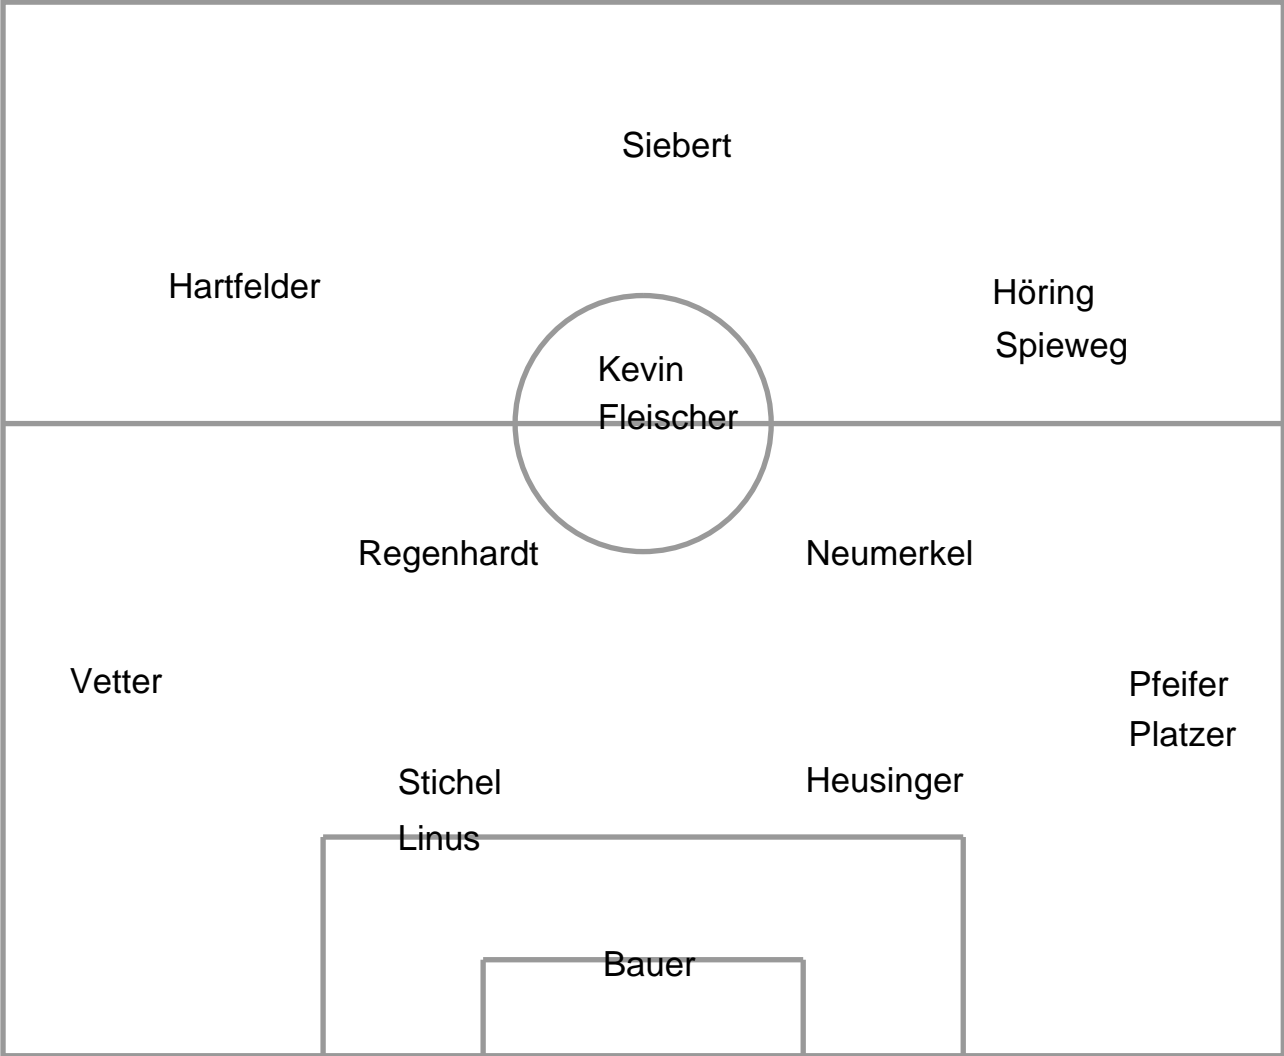 Siebert
Hartfelder
Höring
Spieweg
Kevin
Fleischer
Regenhardt
Neumerkel
Vetter
Pfeifer
Platzer
Stichel
Heusinger
Linus
Bauer